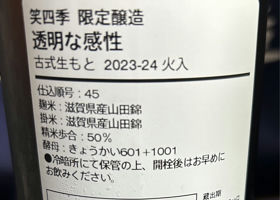 笑四季 限定醸造
透明な感性
古式生もと 2023-24 火入
仕込順号：45
麹米：滋賀県産山田錦
掛米：滋賀県産山田錦
精米歩合：50%
酵母：きょうかい601+1001
●冷暗所にて保管の上、開栓後はお早めに
お飲みください。
蔵出期